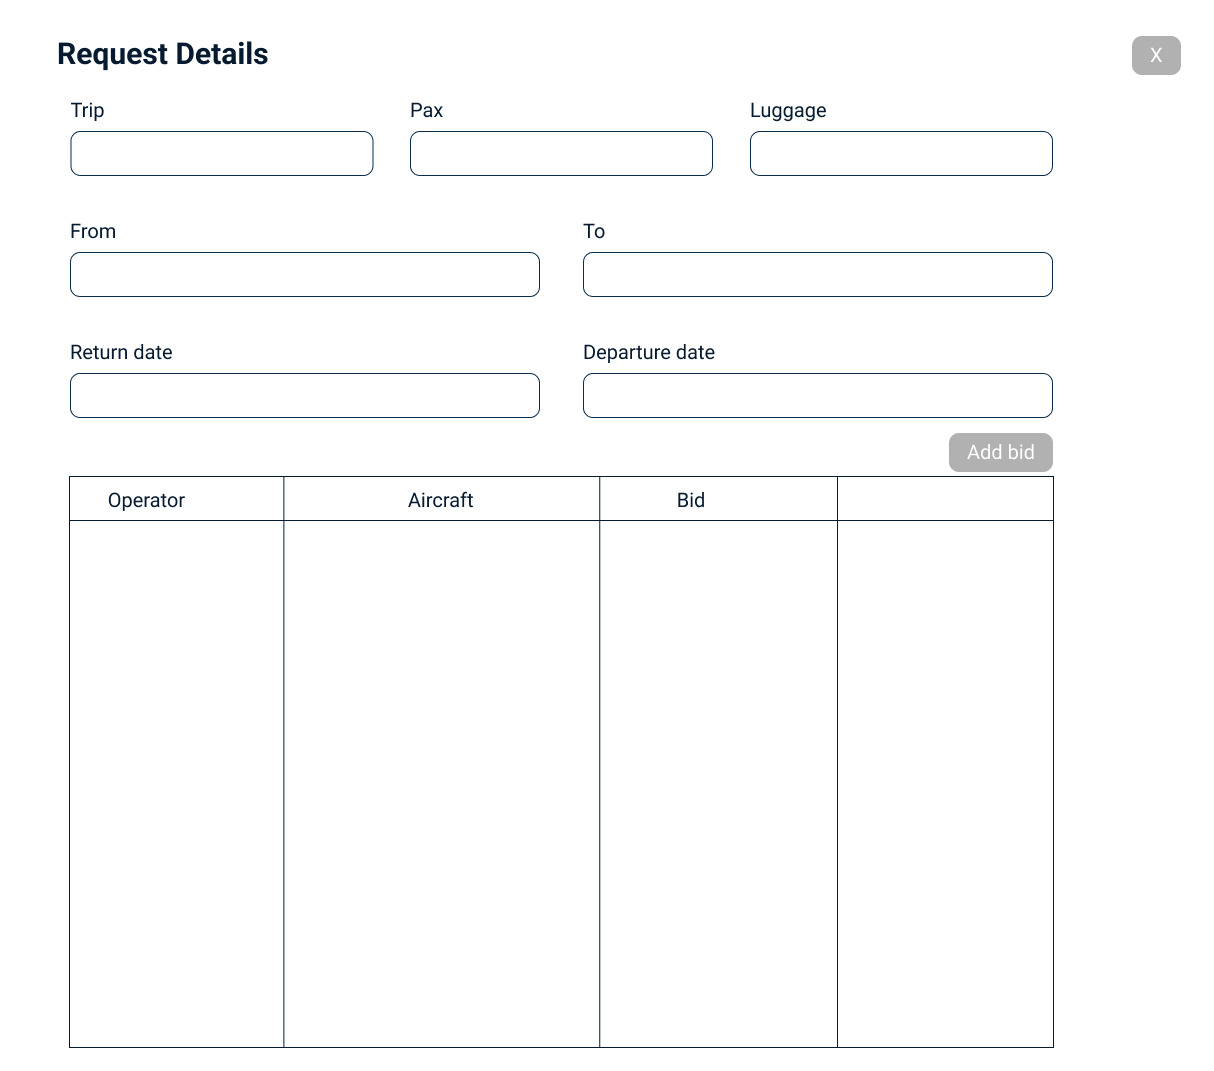 Request Details
X
Trip
Pax
Luggage
From
To
Return date
Departure date
Add bid
Operator
Aircraft
Bid